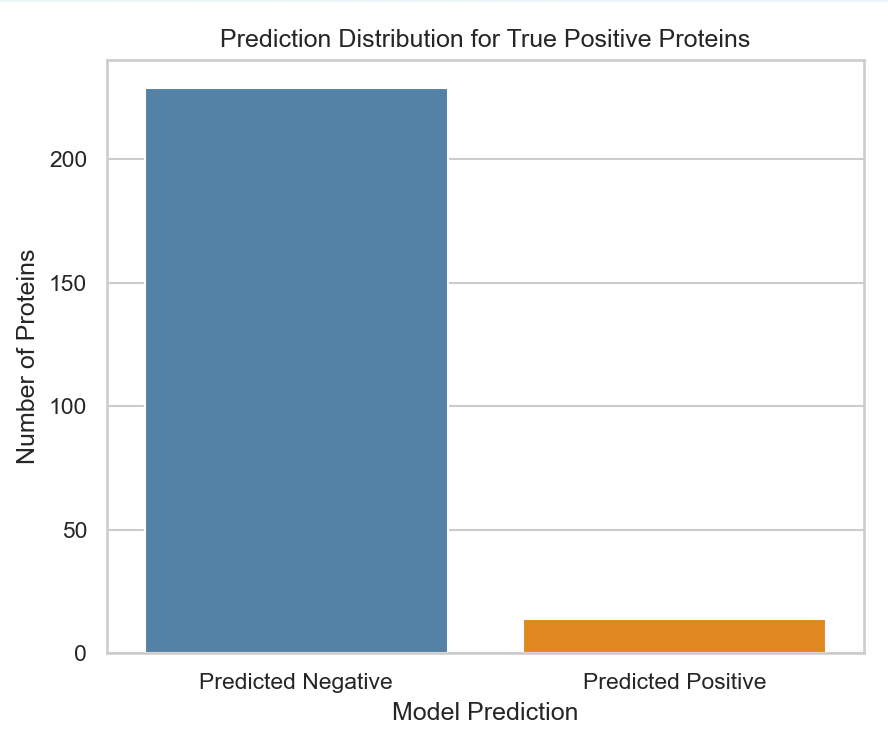 Prediction Distribution for True Positive Proteins
Number of Proteins
200
150
100
50
0
Predicted Negative
Predicted Positive
Model Prediction